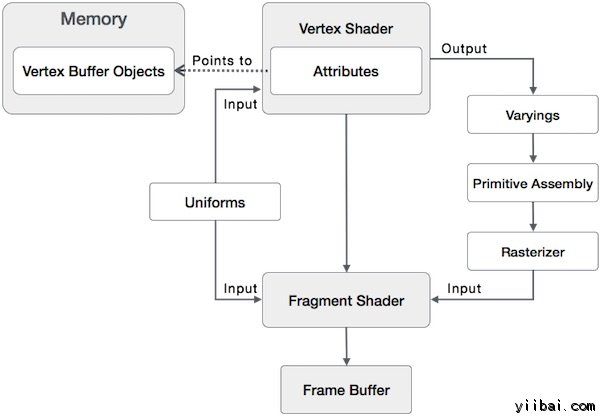 Memory
Vertex Buffer Objects
Points to
Vertex Shader
Attributes
Output
Input
Varyings
Uniforms
Primitive Assembly
Rasterizer
Input
Fragment Shader
Input
Frame Buffer
yiibai.com